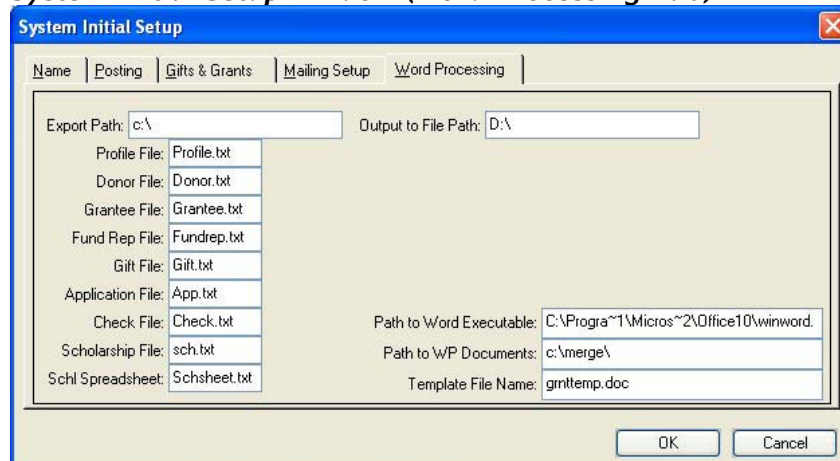 System Initial Setup
Name Posting Gifts & Grants Mailing Setup Word Processing
Export Path: c:\ Output to File Path: D:\
Profile File: Profile.txt
Donor File: Donor.txt
Grantee File: Grantee.txt
Fund Rep File: Fundrep.txt
Gift File: Gift.txt
Application File: App.txt
Check File: Check.txt Path to Word Executable: C:\Progra~1\Micros~2\Office10\winword.
Scholarship File: sch.txt Path to WP Documents: c:\merge\
Schl Spreadsheet: Schsheet.txt Template File Name: grnttemp.doc
OK Cancel